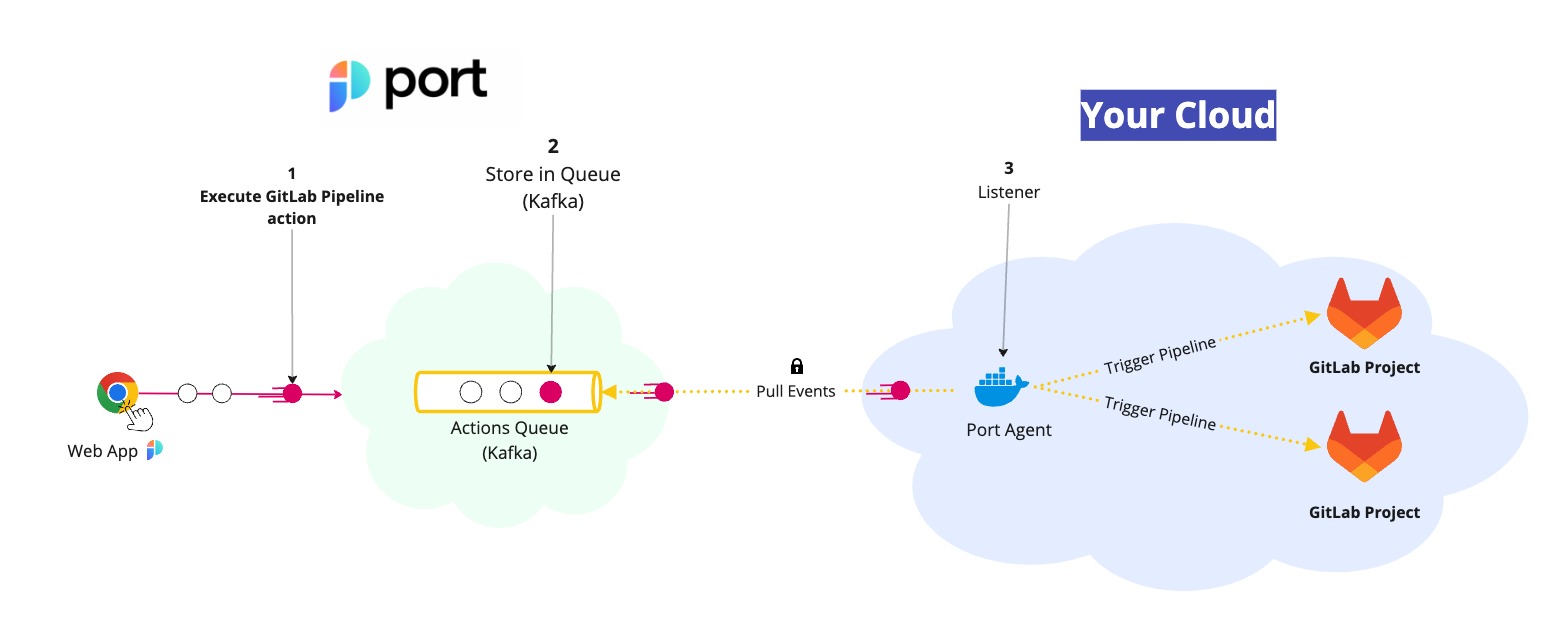 port
Your Cloud
1
Execute GitLab Pipeline
action
2
Store in Queue
(Kafka)
3
Listener
Web App
Actions Queue
(Kafka)
Pull Events
Port Agent
Trigger Pipeline
Trigger Pipeline
GitLab Project
GitLab Project